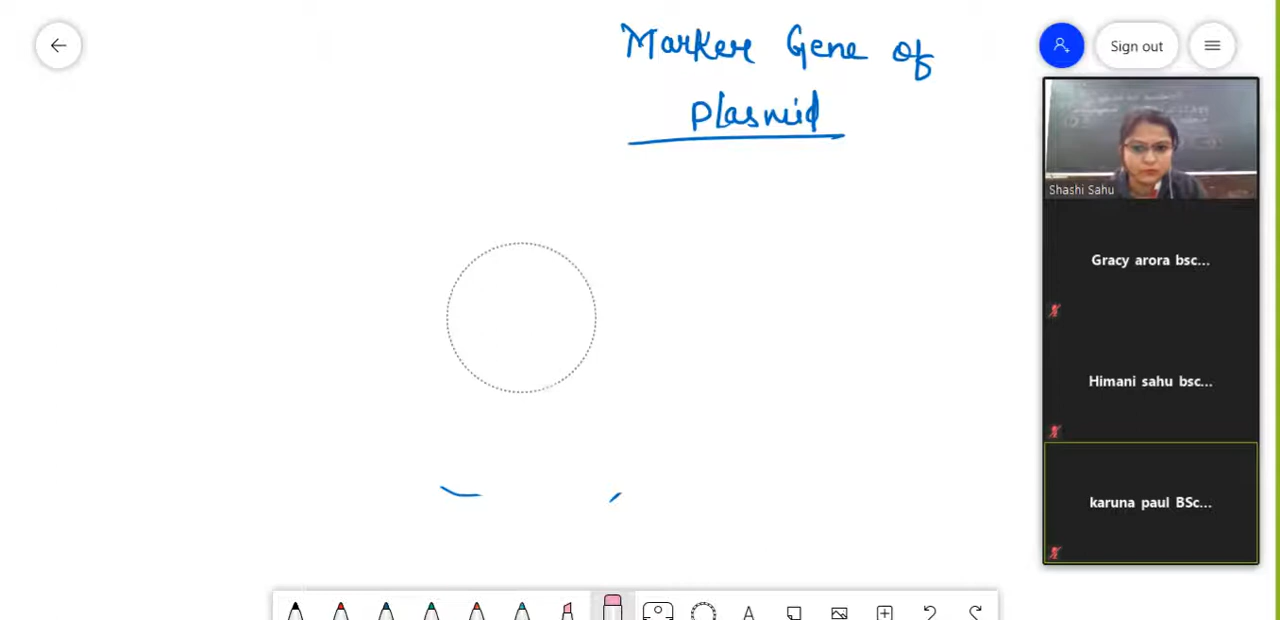 Marker Gene of
Plasmid
Sign out
Shashi Sahu
Gracy arora bsc...
Himani sahu bsc...
karuna paul BSc...
A